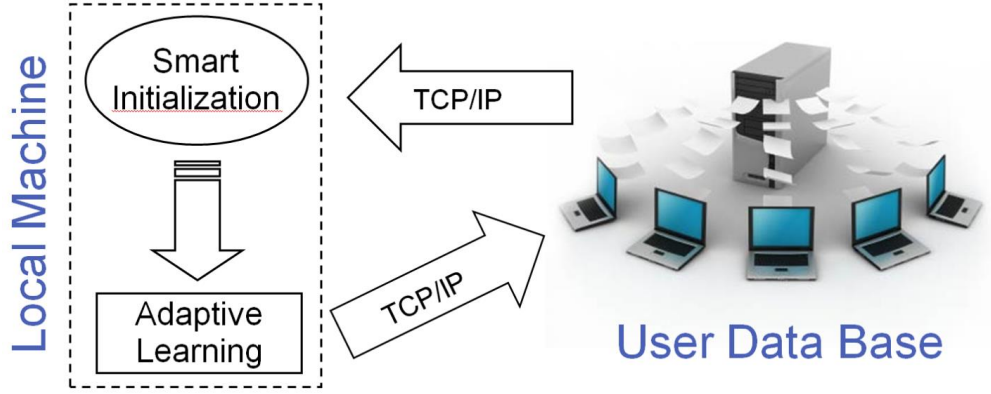 Local Machine
Smart
Initialization
TCP/IP
Adaptive
Learning
TCP/IP
User Data Base